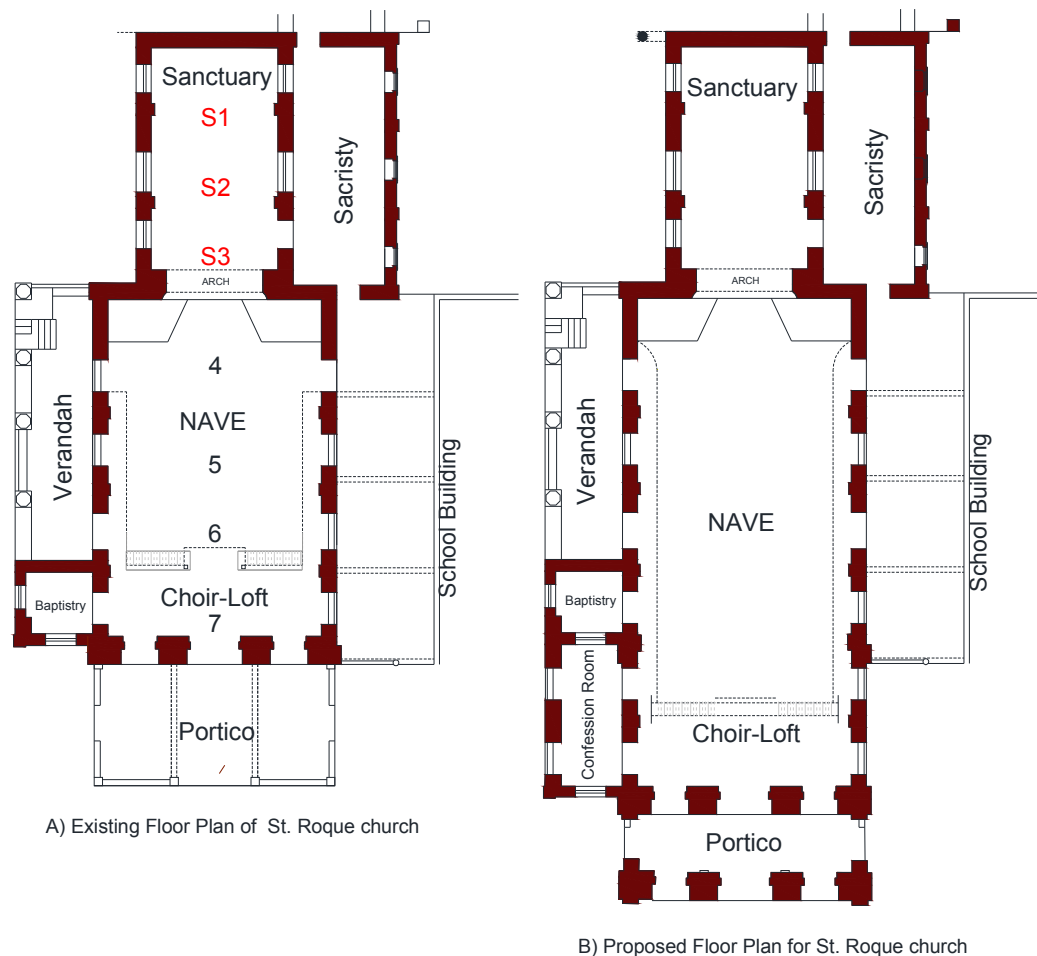 Sanctuary
S1
S2
S3
Sacristy
ARCH
4
NAVE
5
6
Verandah
School Building
Baptistry
Choir-Loft
7
Portico
A) Existing Floor Plan of St. Roque church
Sanctuary
Sacristy
ARCH
Verandah
NAVE
School Building
Baptistry
Confession Room
Choir-Loft
Portico
B) Proposed Floor Plan for St. Roque church